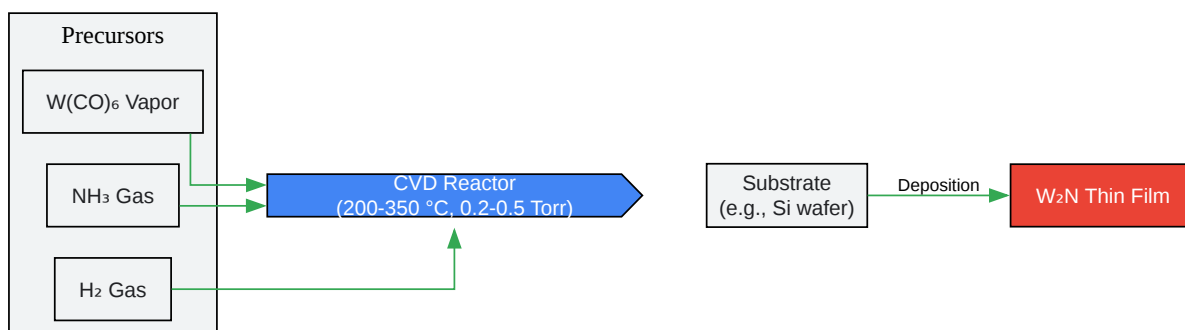 Precursors
W(CO)₆ Vapor
NH₃ Gas
H₂ Gas
CVD Reactor
(200-350 °C, 0.2-0.5 Torr)
Substrate
(e.g., Si wafer)
Deposition
W₂N Thin Film